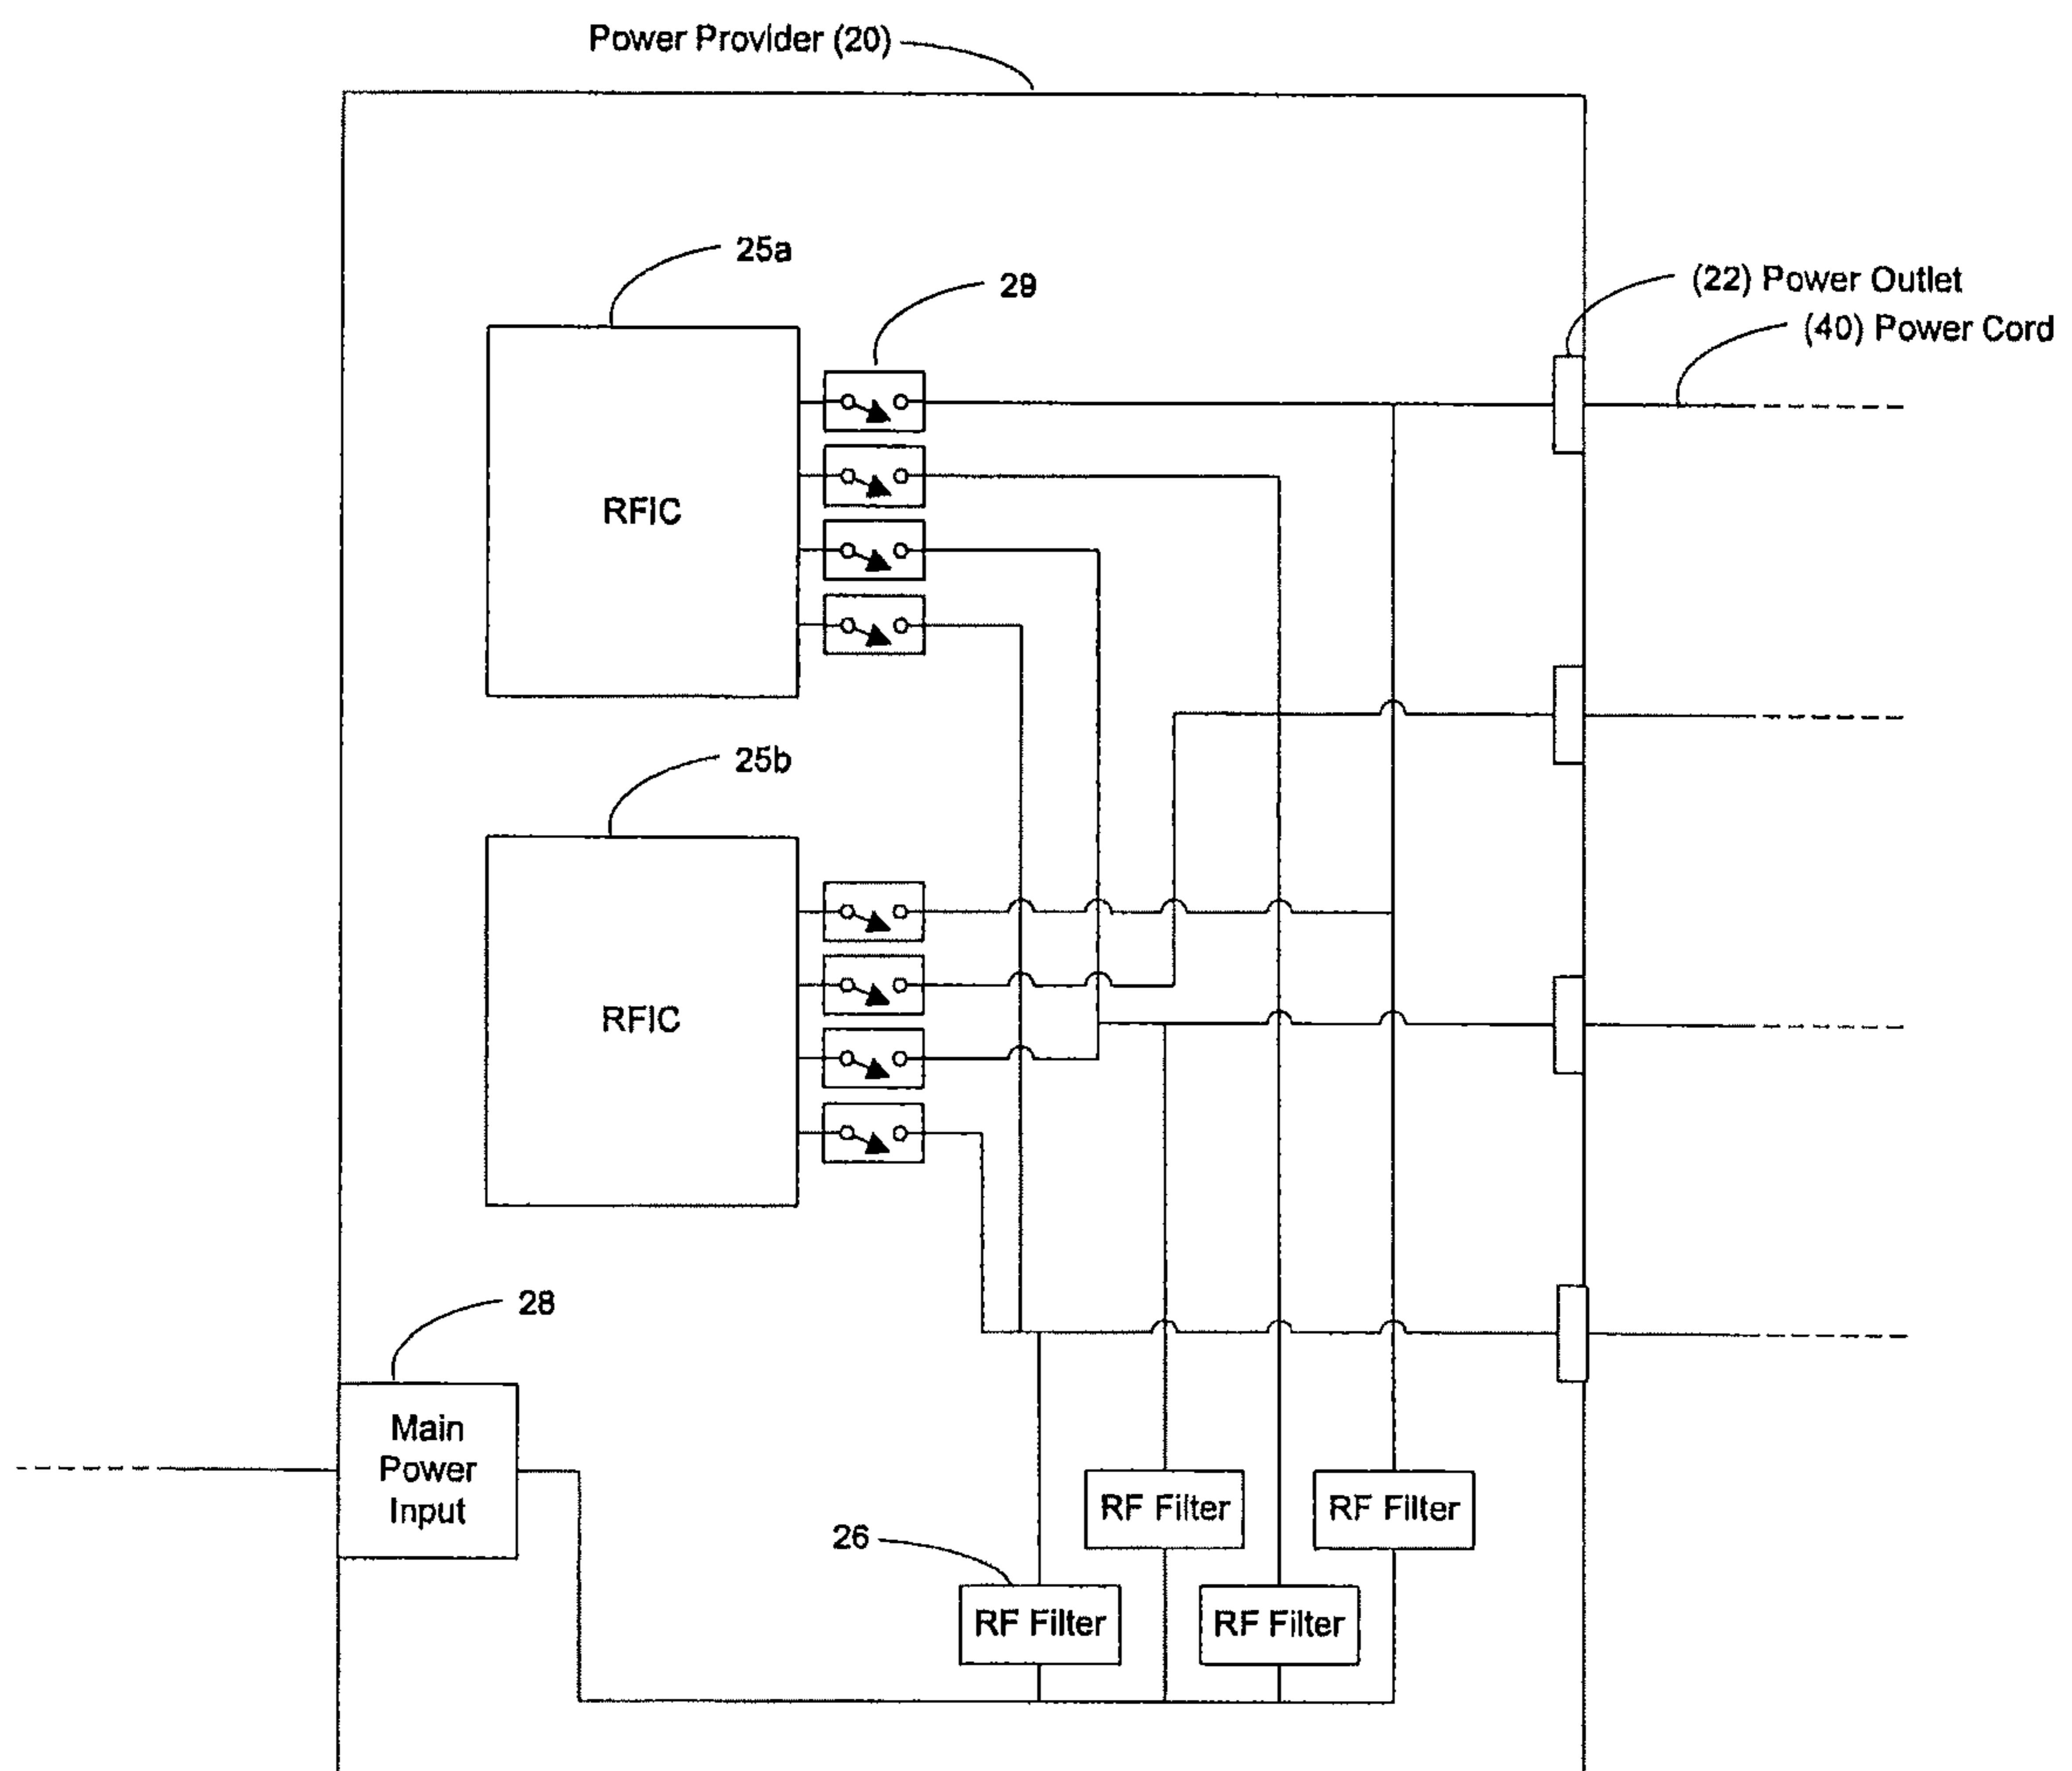 Power Provider (20)
25a
29
(22) Power Outlet
(40) Power Cord
RFIC
25b
RFIC
28
Main
Power
Input
RF Filter
RF Filter
26
RF Filter
RF Filter